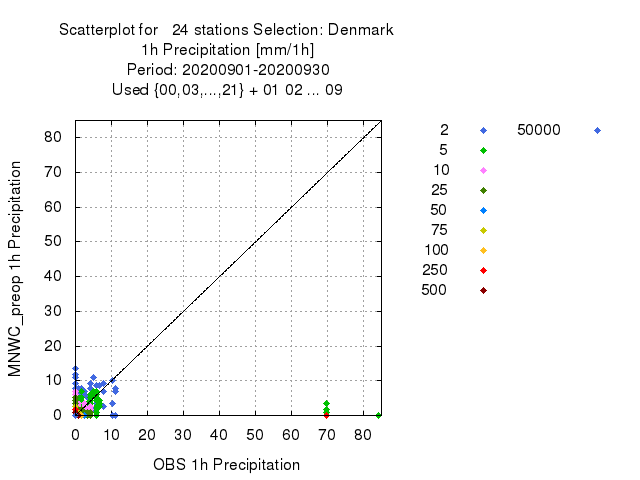 Scatterplot for 24 stations Selection: Denmark
1h Precipitation [mm/1h]
Period: 20200901-20200930
Used {00,03,...,21} + 01 02 ... 09
MNWC_preop 1h Precipitation
80
70
60
50
40
30
20
10
0
0 10 20 30 40 50 60 70 80
OBS 1h Precipitation
2 50000
5
10
25
50
75
100
250
500